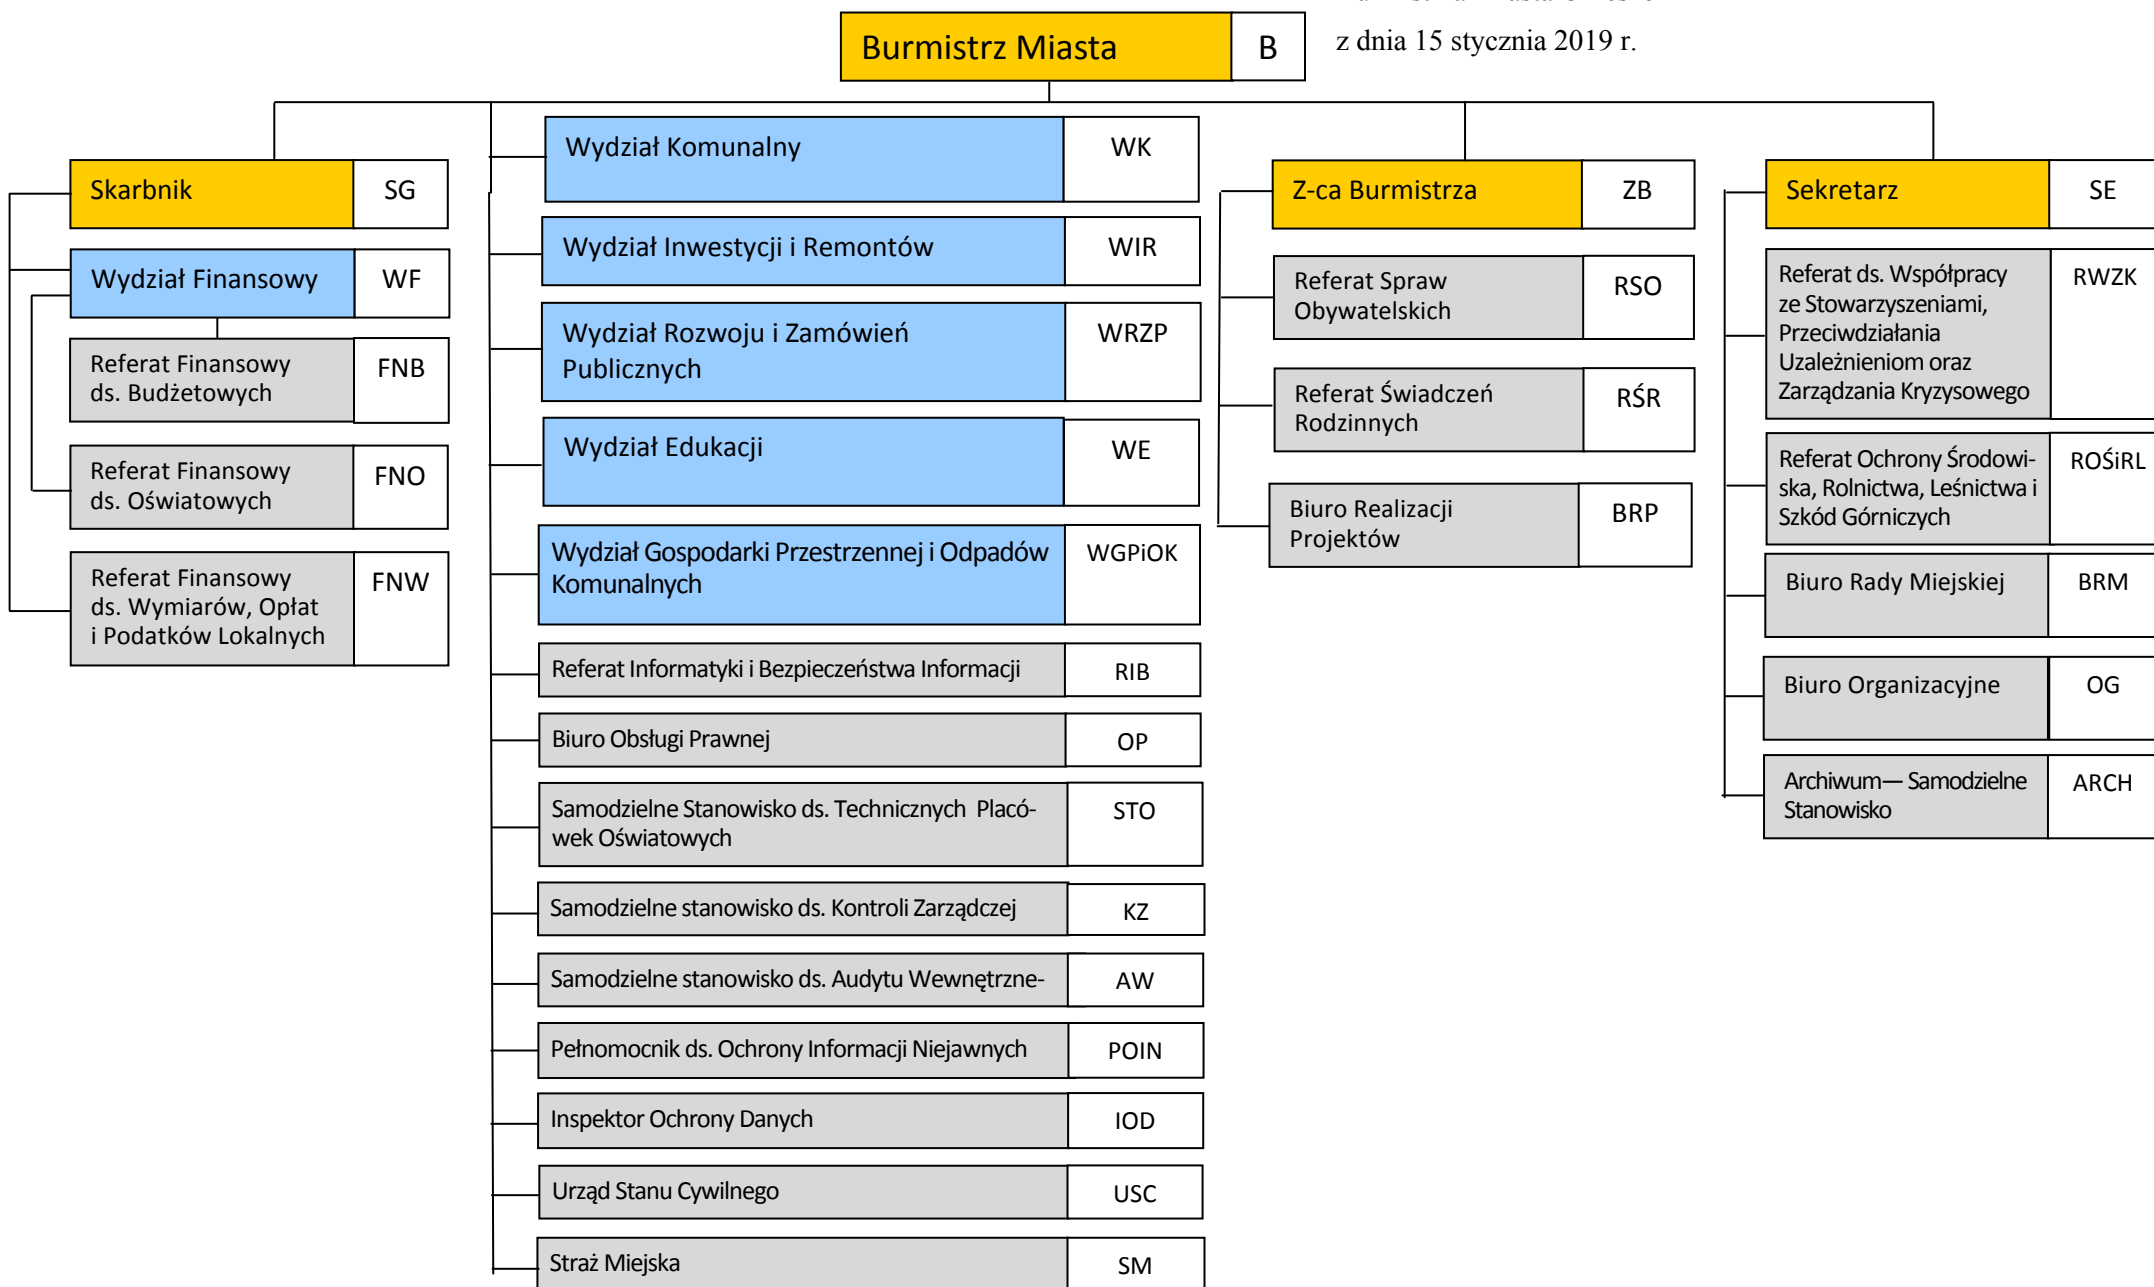 z dnia 15 stycznia 2019 r.
Burmistrz Miasta
B
Skarbnik
SG
Wydział Finansowy
WF
Referat Finansowy
ds. Budżetowych
FNB
Referat Finansowy
ds. Oświatowych
FNO
Referat Finansowy
ds. Wymiarów, Opłat
i Podatków Lokalnych
FNW
Wydział Komunalny
WK
Wydział Inwestycji i Remontów
WIR
Wydział Rozwoju i Zamówień
Publicznych
WRZP
Wydział Edukacji
WE
Wydział Gospodarki Przestrzennej i Odpadów
Komunalnych
WGPiOK
Referat Informatyki i Bezpieczeństwa Informacji
RIB
Biuro Obsługi Prawnej
OP
Samodzielne Stanowisko ds. Technicznych Placó-
wek Oświatowych
STO
Samodzielne stanowisko ds. Kontroli Zarządczej
KZ
Samodzielne stanowisko ds. Audytu Wewnętrzne-
AW
Pełnomocnik ds. Ochrony Informacji Niejawnych
POIN
Inspektor Ochrony Danych
IOD
Urząd Stanu Cywilnego
USC
Straż Miejska
SM
Z-ca Burmistrza
ZB
Referat Spraw
Obywatelskich
RSO
Referat Świadczeń
Rodzinnych
RŚR
Biuro Realizacji
Projektów
BRP
Sekretarz
SE
Referat ds. Współpracy
ze Stowarzyszeniami,
Przeciwdziałania
Uzależnieniom oraz
Zarządzania Kryzysowego
RWZK
Referat Ochrony Środowi-
ska, Rolnictwa, Leśnictwa i
Szkód Górniczych
ROŚiRL
Biuro Rady Miejskiej
BRM
Biuro Organizacyjne
OG
Archiwum— Samodzielne
Stanowisko
ARCH